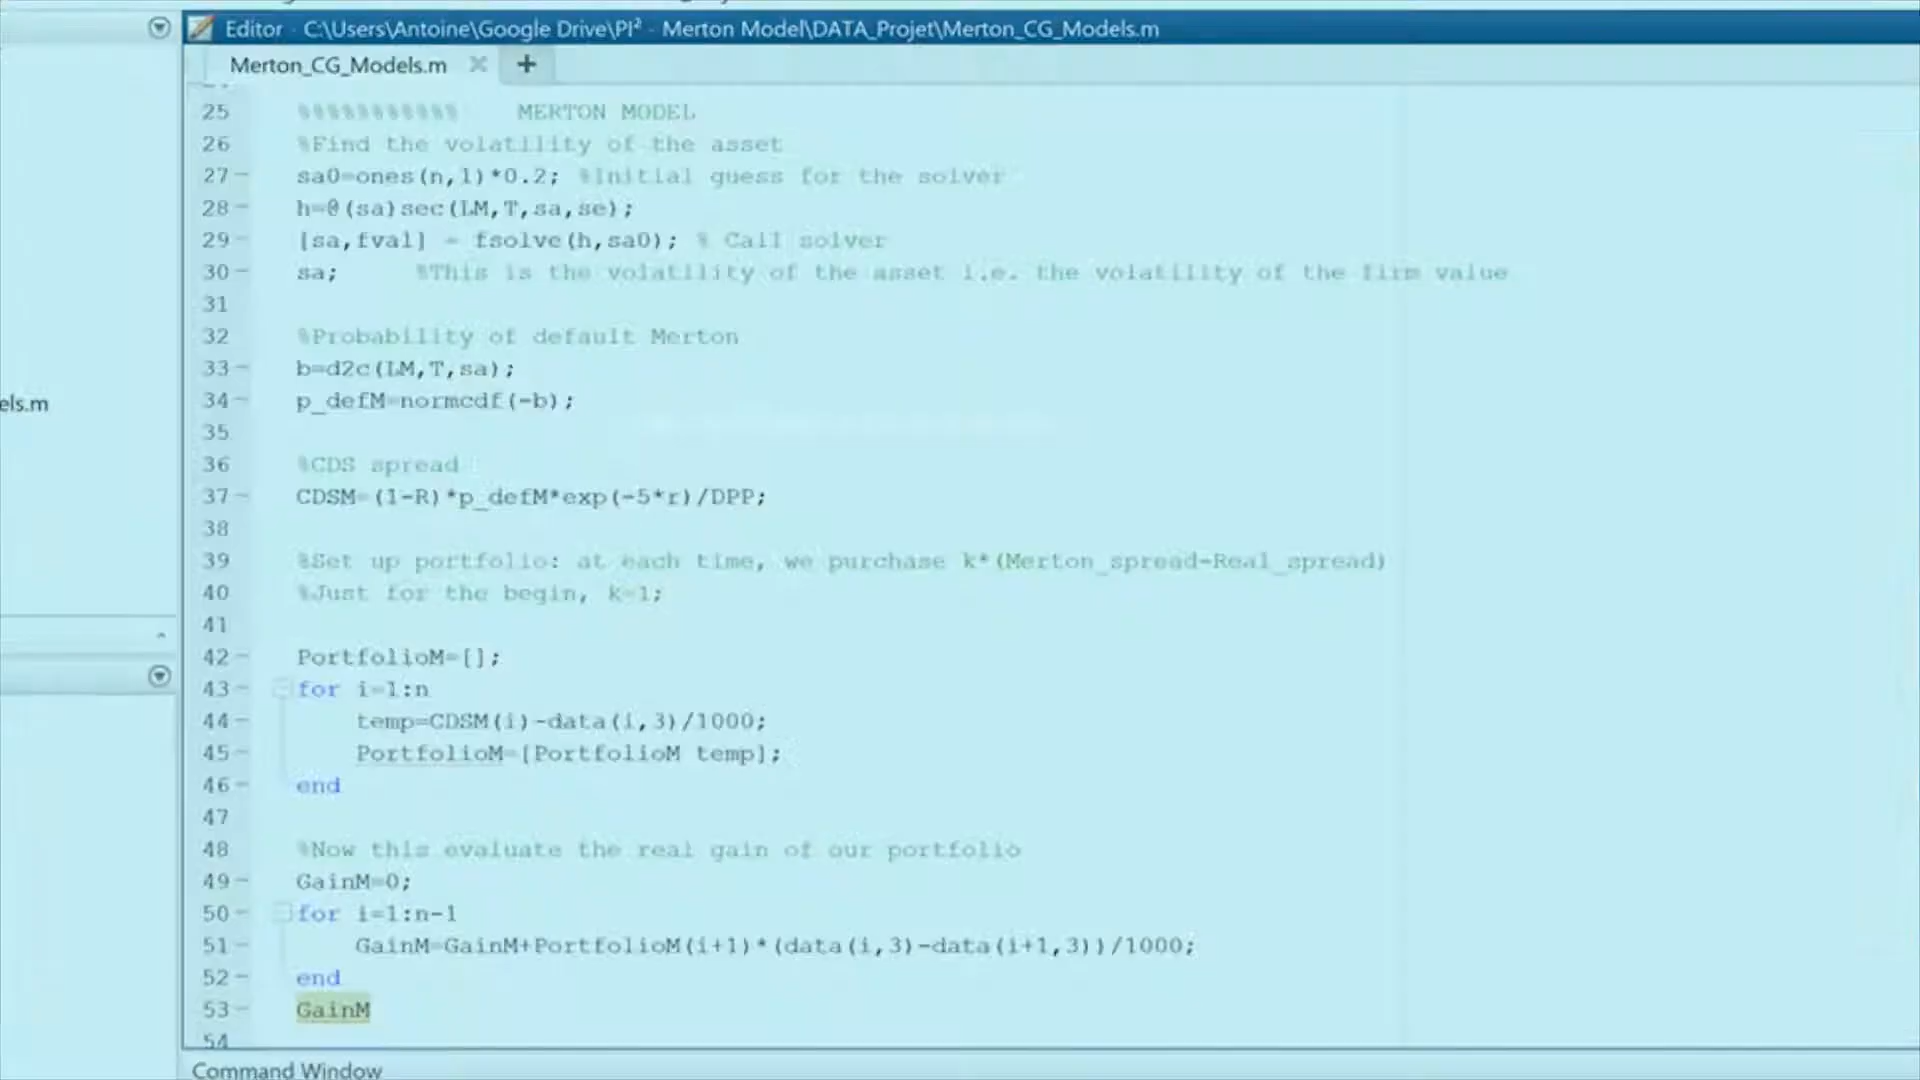 Editor - C:\Users\Antoine\Google Drive\PI² - Merton Model\DATA_Projet\Merton_CG_Models.m
Merton_CG_Models.m
25 %%%%%%%%%%% MERTON MODEL
26 %Find the volatility of the asset
27 sa0=ones(n,1)*0.2; %Initial guess for the solver
28 h=@(sa)sec(LM,T,sa,se);
29 [sa,fval] = fsolve(h,sa0); % Call solver
30 sa; %This is the volatility of the asset i.e. the volatility of the firm value
31
32 %Probability of default Merton
33 b=d2c(LM,T,sa);
34 p_defM=normcdf(-b);
els.m
35
36 %CDS spread
37 CDSM=(1-R)*p_defM*exp(-5*r)/DPP;
38
39 %Set up portfolio: at each time, we purchase k*(Merton_spread-Real_spread)
40 %Just for the begin, k=1;
41
42 PortfolioM=[];
43 for i=1:n
44 temp=CDSM(i)-data(i,3)/1000;
45 PortfolioM=[PortfolioM temp];
46 end
47
48 %Now this evaluate the real gain of our portfolio
49 GainM=0;
50 for i=1:n-1
51 GainM=GainM+PortfolioM(i+1)*(data(i,3)-data(i+1,3))/1000;
52 end
53 GainM
54
Command Window